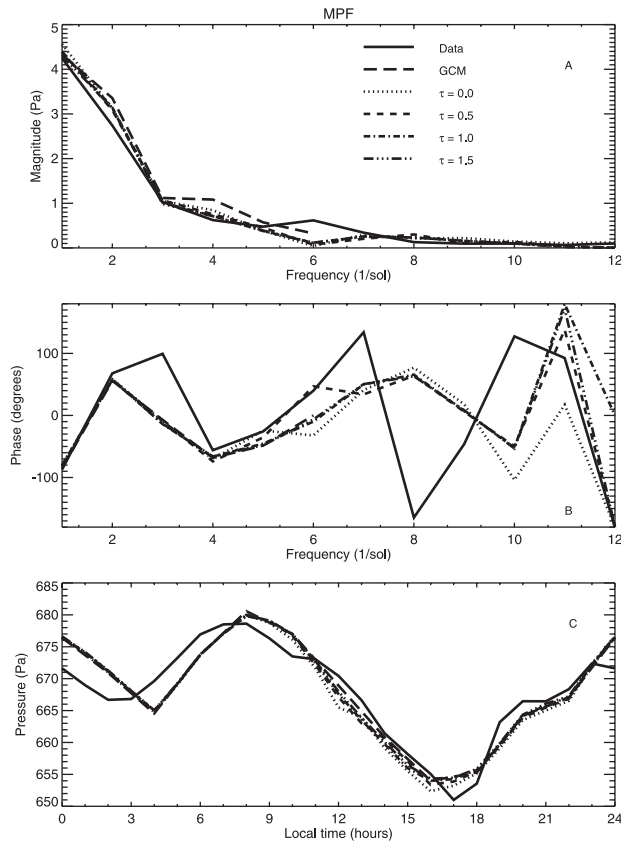 MPF
5
4
3
2
1
0
Magnitude (Pa)
Data
GCM
τ = 0.0
τ = 0.5
τ = 1.0
τ = 1.5
A
2 4 6 8 10 12
Frequency (1/sol)
100
0
-100
Phase (degrees)
B
2 4 6 8 10 12
Frequency (1/sol)
685
680
675
670
665
660
655
650
Pressure (Pa)
C
0 3 6 9 12 15 18 21 24
Local time (hours)